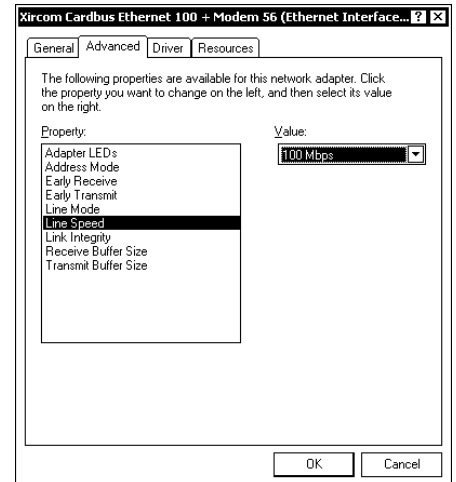 Xircom Cardbus Ethernet 100 + Modem 56 (Ethernet Interface...
General Advanced Driver Resources
The following properties are available for this network adapter. Click
the property you want to change on the left, and then select its value
on the right.
Property: Value:
Adapter LEDs 100 Mbps
Address Mode
Early Receive
Early Transmit
Line Mode
Line Speed
Link Integrity
Receive Buffer Size
Transmit Buffer Size
OK Cancel